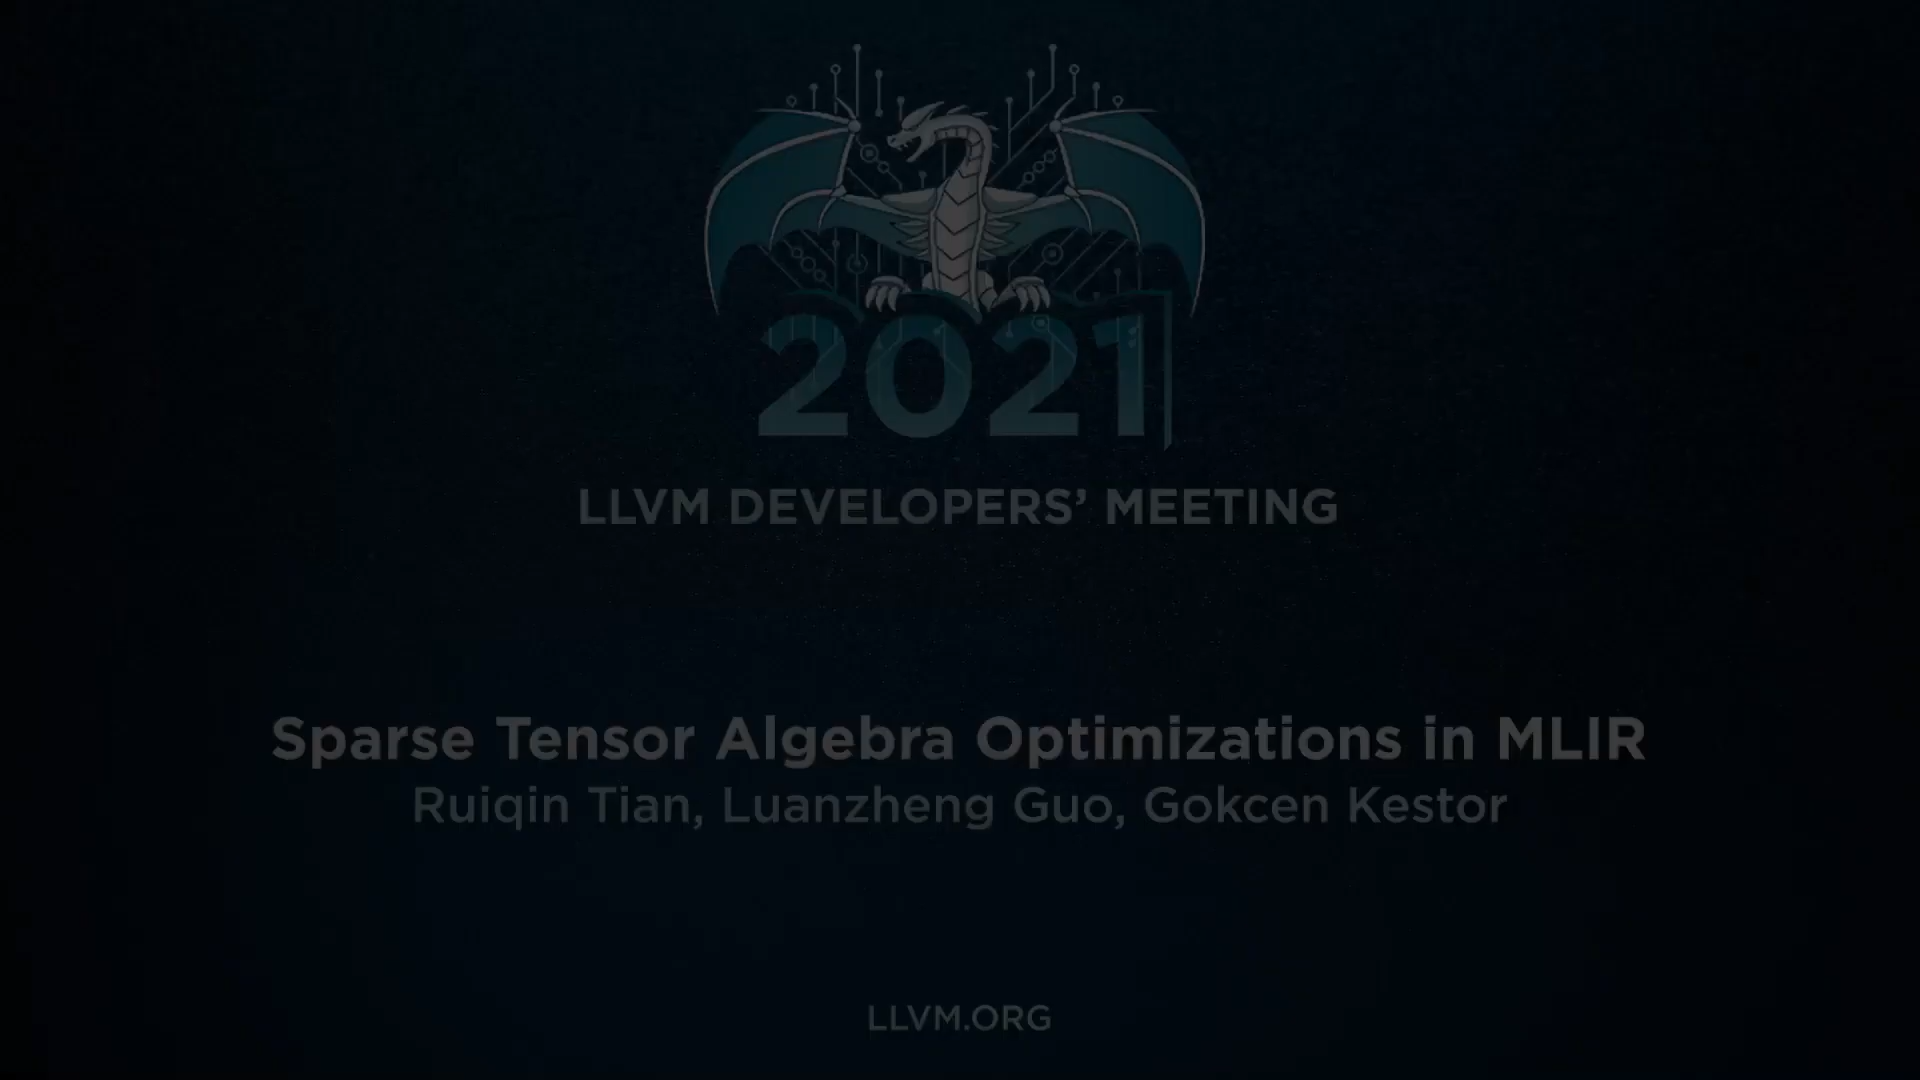 2021
LLVM DEVELOPERS’ MEETING
Sparse Tensor Algebra Optimizations in MLIR
Ruiqin Tian, Luanzheng Guo, Gokcen Kestor
LLVM.ORG